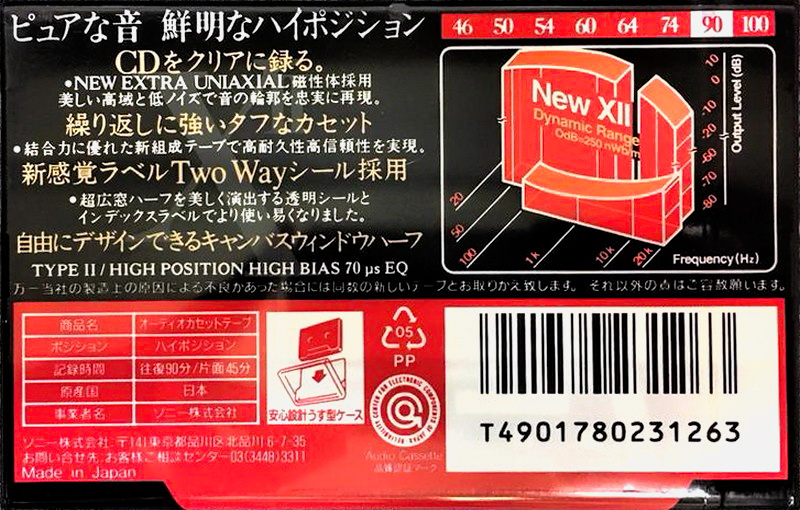 ピュアな音 鮮明なハイポジション
46 50 54 60 64 74 90 100
CDをクリアに録る。
●NEW EXTRA UNIAXIAL磁性体採用
美しい高域と低ノイズで音の輪郭を忠実に再現。
繰り返しに強いタフなカセット
●結合力に優れた新組成テープで高耐久性高信頼性を実現。
新感覚ラベルTwo Wayシール採用
●超広窓ハーフを美しく演出する透明シールと
インデックスラベルでより使い易くなりました。
自由にデザインできるキャンバスウィンドウハーフ
TYPE II/HIGH POSITION HIGH BIAS 70 μs EQ
New XII
Dynamic Range
0dB=250 nWb/m
10
0
-10
-20
-60
-70
-80
Output Level (dB)
20
50
100
1k
10k
20k
Frequency (Hz)
万一当社の製造上の原因による不良があった場合には同数の新しいテープとお取りかえ致します。 それ以外の点はご容赦願います。
商品名 オーディオカセットテープ
ポジション ハイポジション
記録時間 往復90分/片面45分
原産国 日本
事業者名 ソニー株式会社
安心設計うす型ケース
05
PP
RELIABILITY CENTER FOR ELECTRONIC COMPONENTS OF JAPAN
Audio Cassette
品質認証マーク
T4901780231263
ソニー株式会社 〒141東京都品川区北品川6-7-35
お問い合せ先 お客様ご相談センター03(3448)3311
Made in Japan